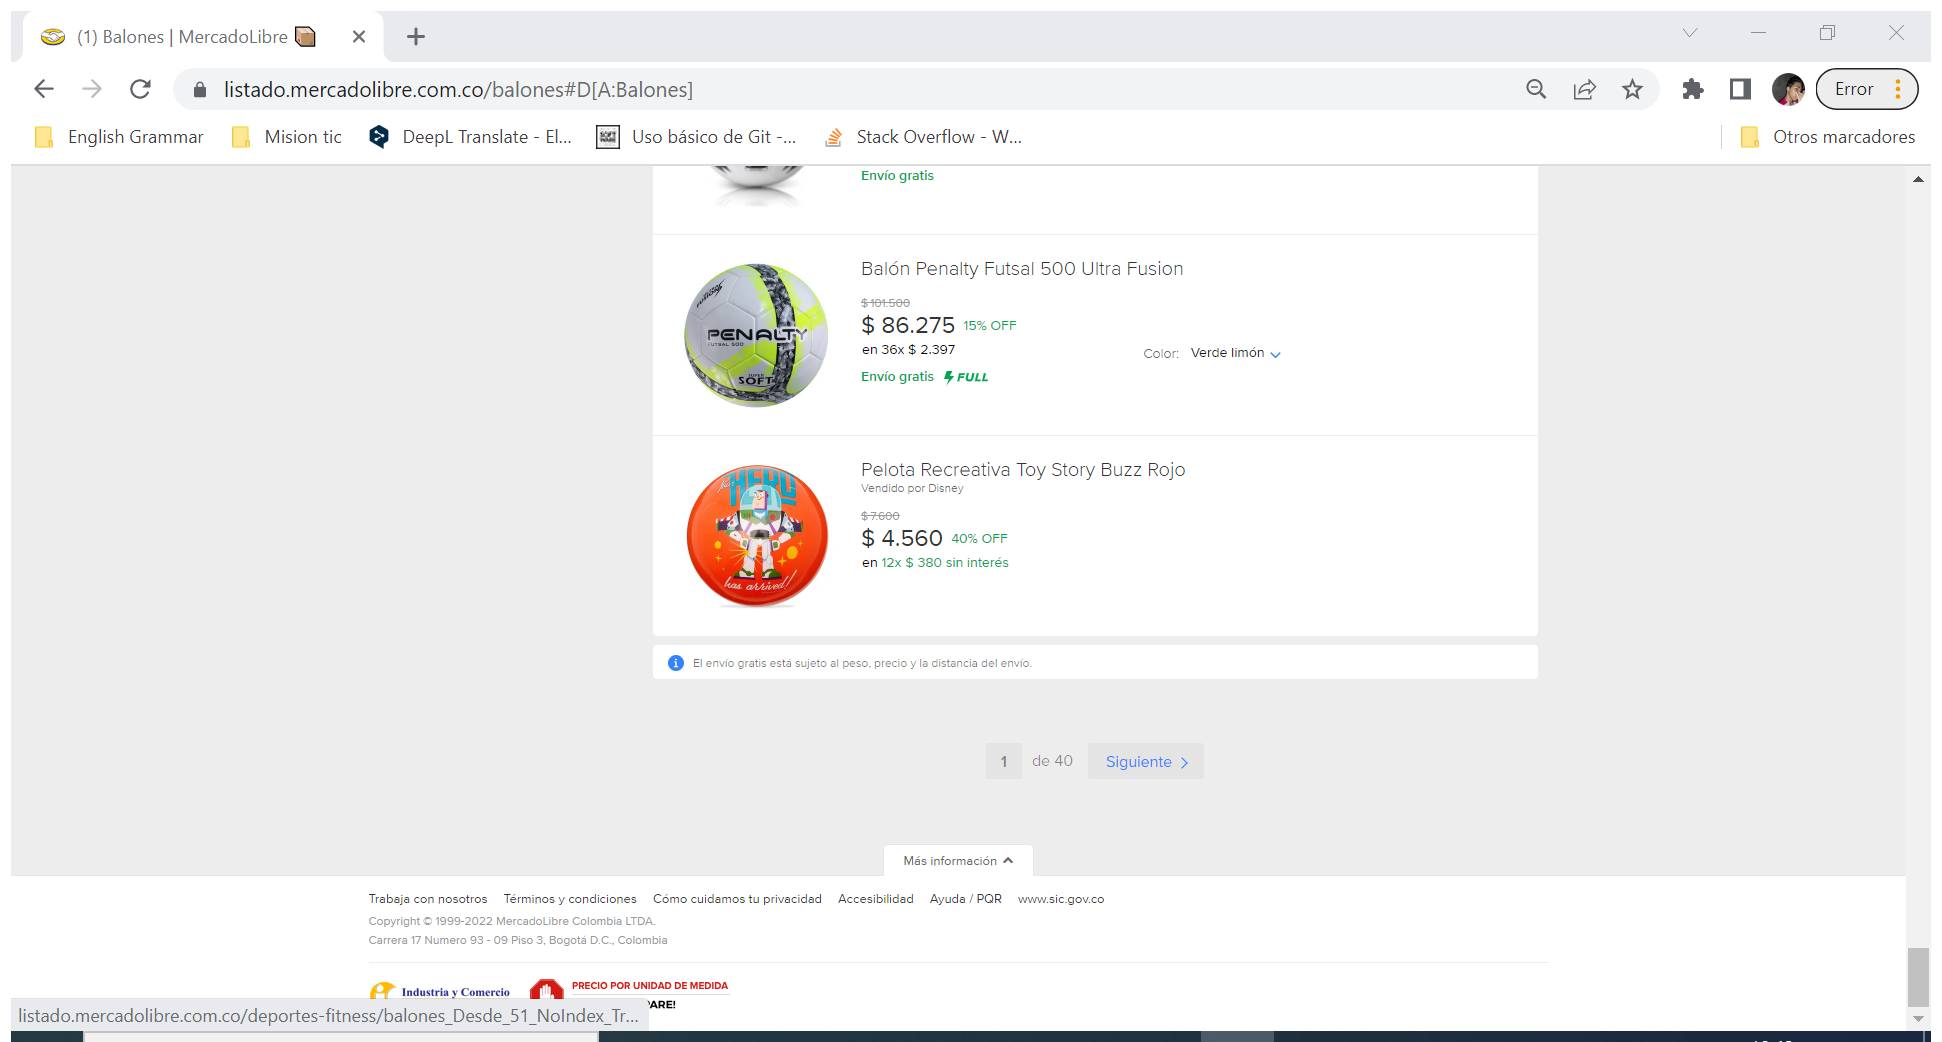 (1) Balones | MercadoLibre
listado.mercadolibre.com.co/balones#D[A:Balones]
Error
English Grammar
Mision tic
DeepL Translate - El...
Uso básico de Git -...
Stack Overflow - W...
Otros marcadores
Envío gratis
Balón Penalty Futsal 500 Ultra Fusion
$ 101.500
$ 86.275 15% OFF
en 36x $ 2.397
Color: Verde limón
Envío gratis FULL
PENALTY
FUTSAL 500
SUPER
SOFT
Pelota Recreativa Toy Story Buzz Rojo
Vendido por Disney
$ 7.600
$ 4.560 40% OFF
en 12x $ 380 sin interés
HERO
has arrived!
El envío gratis está sujeto al peso, precio y la distancia del envío.
1 de 40 Siguiente
Más información
Trabaja con nosotros Términos y condiciones Cómo cuidamos tu privacidad Accesibilidad Ayuda / PQR www.sic.gov.co
Copyright © 1999-2022 MercadoLibre Colombia LTDA.
Carrera 17 Numero 93 - 09 Piso 3, Bogotá D.C., Colombia
Industria y Comercio
PRECIO POR UNIDAD DE MEDIDA
ARE!
listado.mercadolibre.com.co/deportes-fitness/balones_Desde_51_NoIndex_Tr...